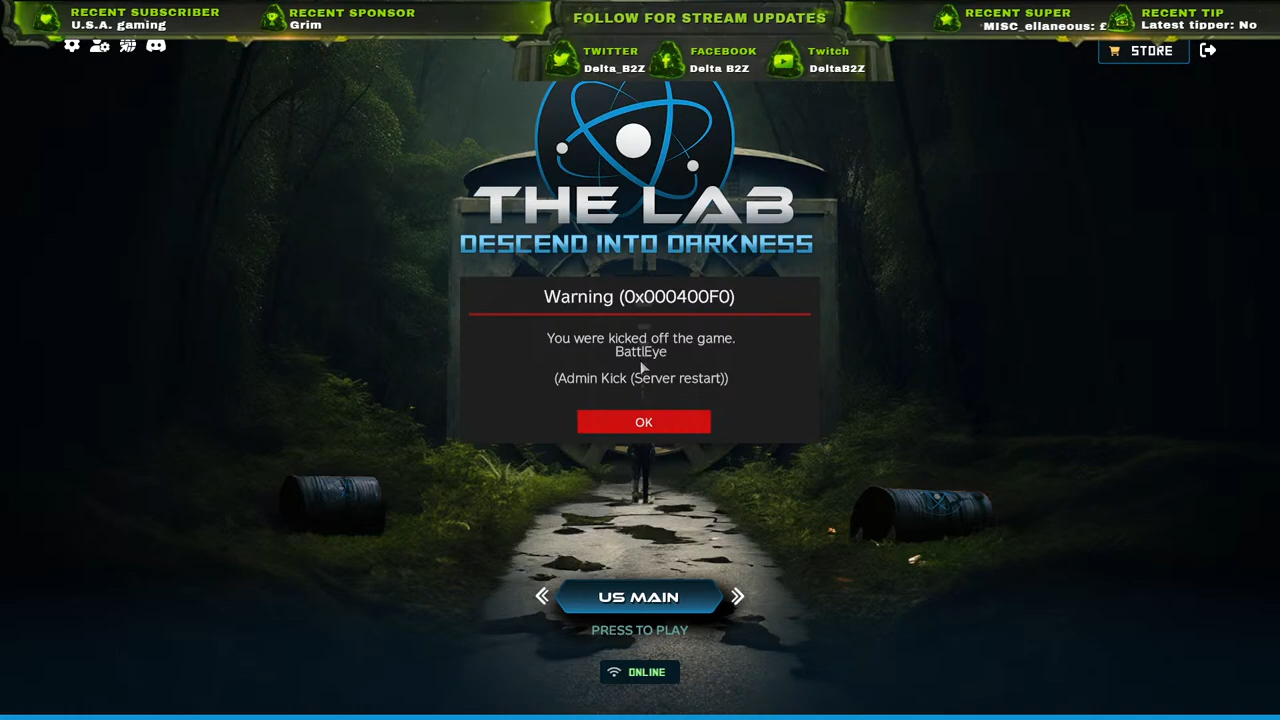 RECENT SUBSCRIBER
U.S.A. gaming
RECENT SPONSOR
Grim
FOLLOW FOR STREAM UPDATES
RECENT SUPER
MISC_ellaneous: £
RECENT TIP
Latest tipper: No
TWITTER
Delta_B2Z
FACEBOOK
Delta B2Z
Twitch
DeltaB2Z
STORE
THE LAB
DESCEND INTO DARKNESS
Warning (0x000400F0)
You were kicked off the game.
BattlEye
(Admin Kick (Server restart))
OK
US MAIN
PRESS TO PLAY
ONLINE